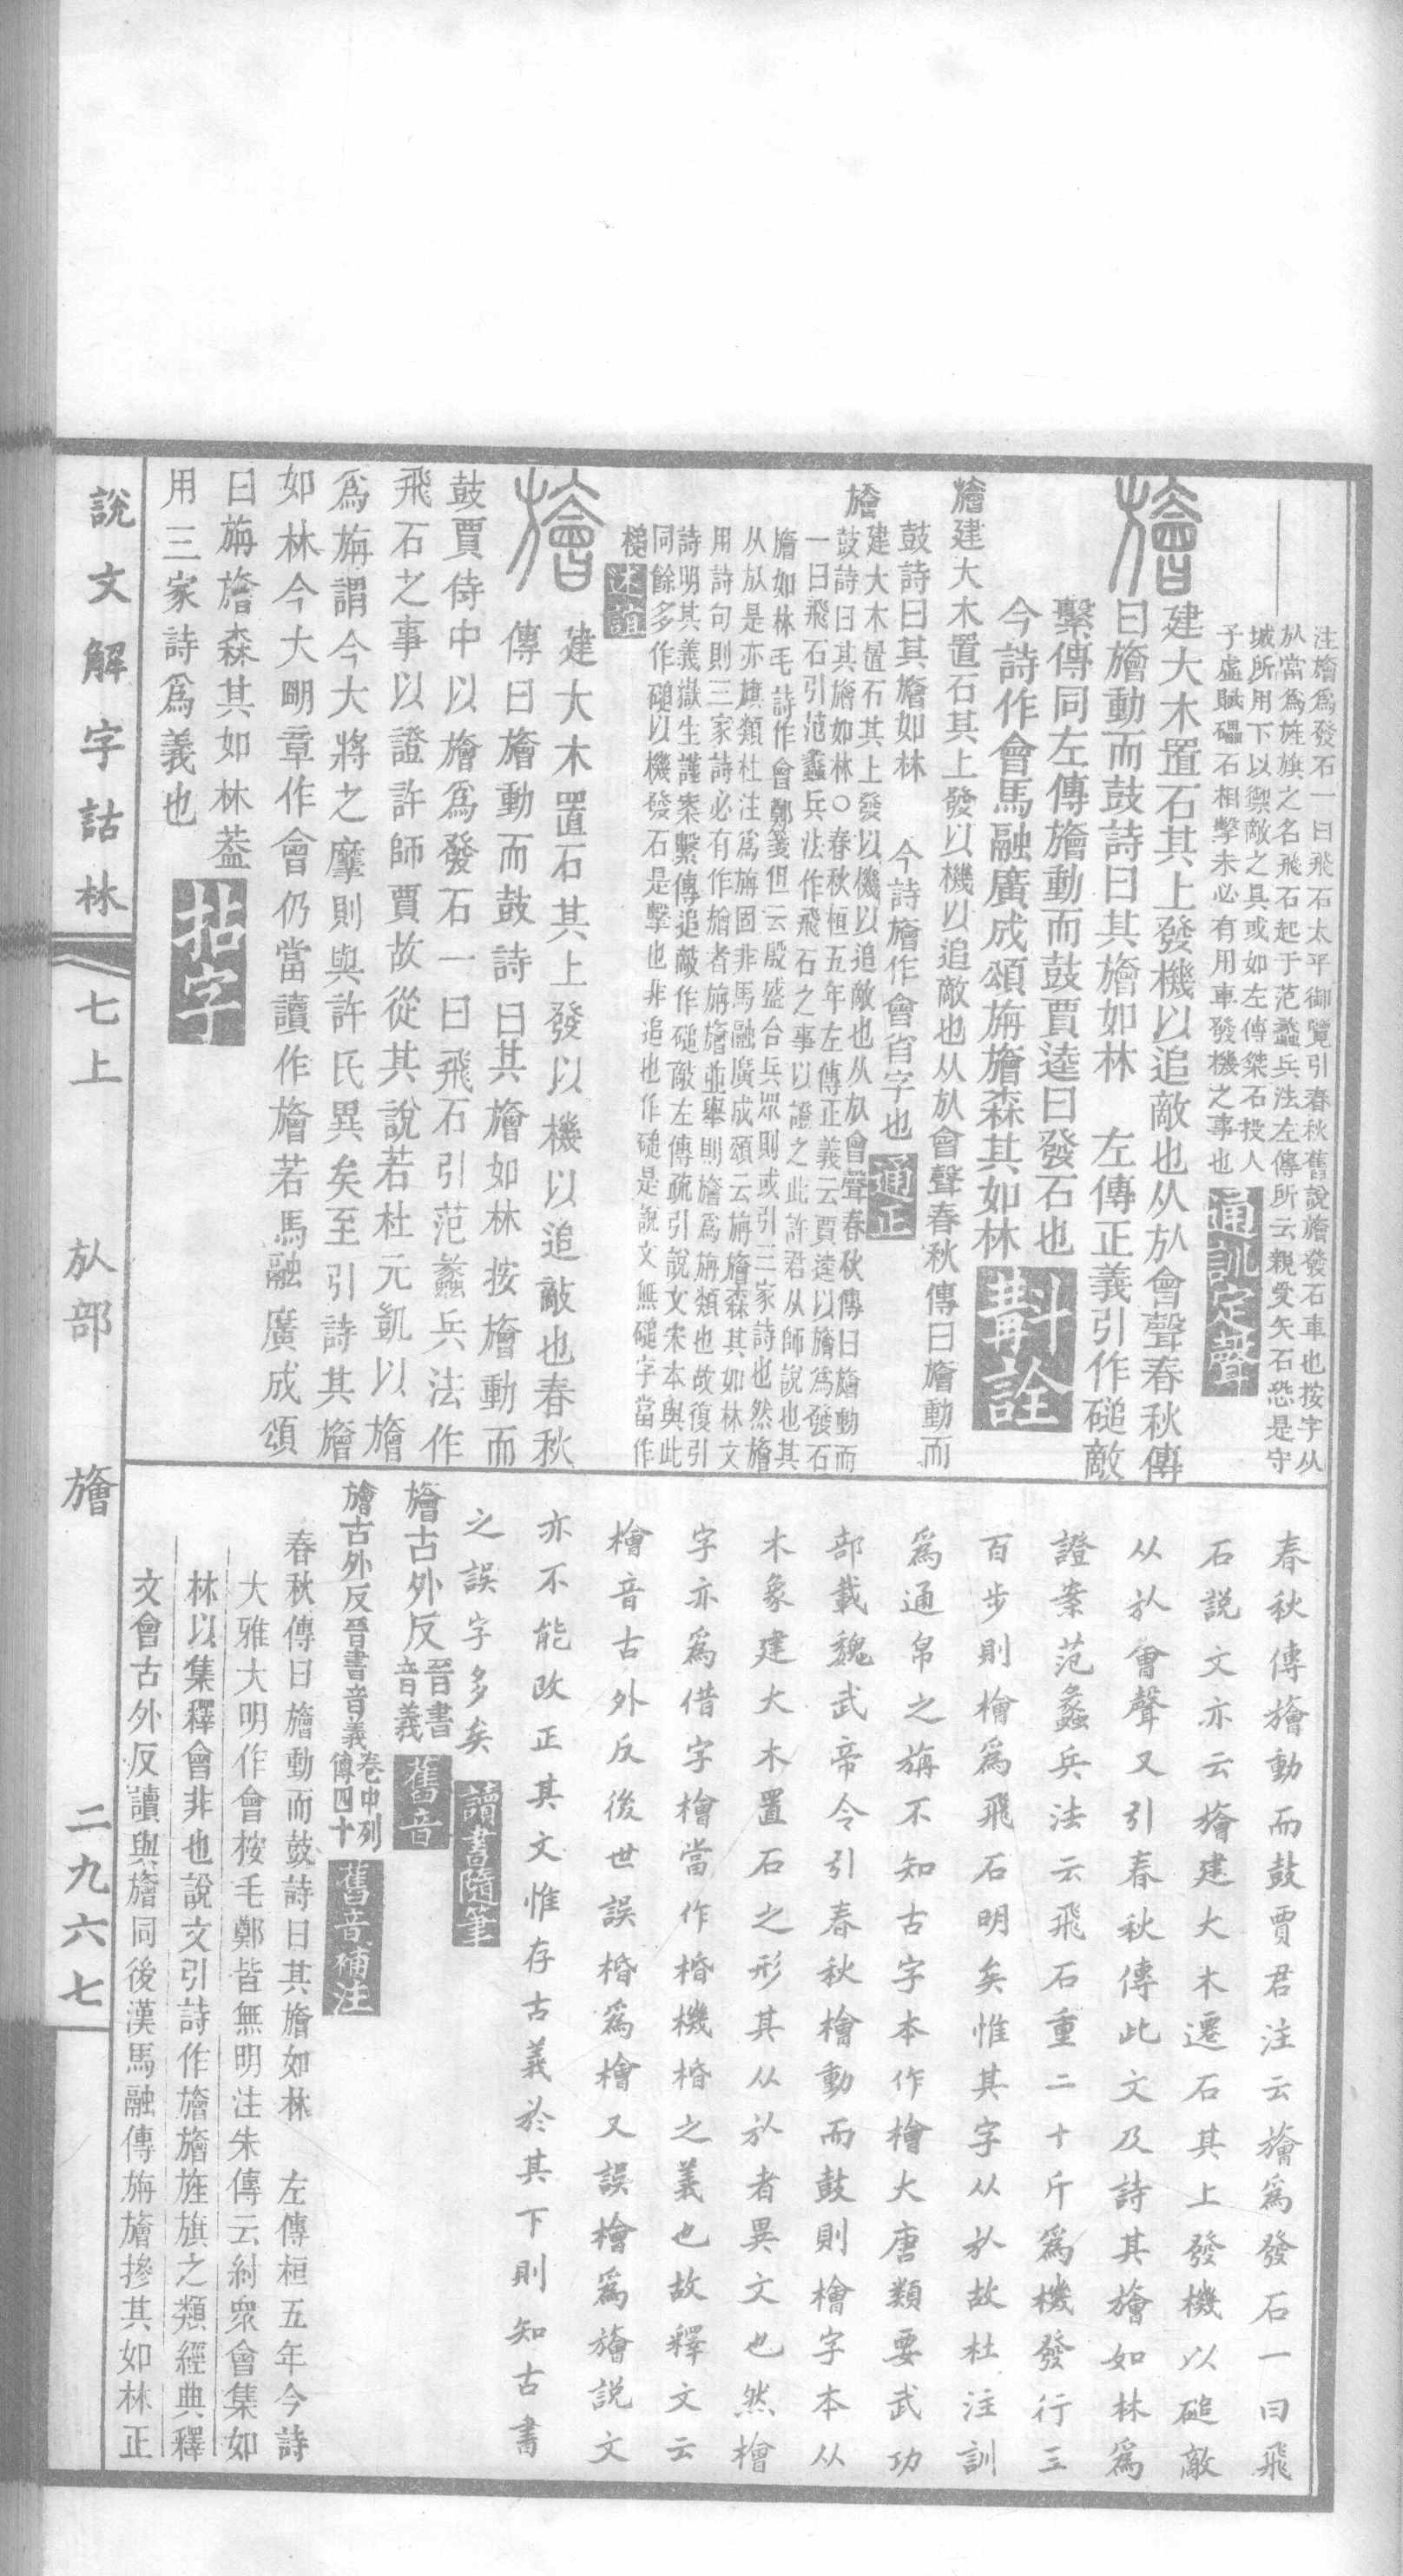 注旝爲發石一曰飛石太平御覽引春秋舊說旝發石車也按字从
㫃當爲旌旗之名飛石起于范蠡兵法左傳所云親受矢石恐是守
城所用下以禦敵之具或如左傳桀石投人
子虛賦礧石相擊未必有用車發機之事也 通訓定聲
旝 建大木置石其上發機以追敵也从㫃會聲春秋傳
曰旝動而鼓詩曰其旝如林 左傳正義引作磓敵
繫傳同左傳旝動而鼓賈逵曰發石也
今詩作會馬融廣成頌旃旝森其如林 斠詮
旝建大木置石其上發以機以追敵也从㫃會聲春秋傳曰旝動而
鼓詩曰其旝如林 今詩旝作會省字也 通正
旝建大木置石其上發以機以追敵也从㫃會聲春秋傳曰旝動而
鼓詩曰其旝如林○春秋桓五年左傳正義云賈逵以旝爲發石
一曰飛石引范蠡兵法作飛石之事以證之此許君从師說也其
旝如林毛詩作會鄭箋但云殷盛合兵眾則或引三家詩也然旝
从㫃是亦旗類杜注爲旃固非馬融廣成頌云旃旝森其如林文
用詩句則三家詩必有作旝者旃旝並舉則旝爲旃類也故復引
詩明其義嶽生謹案繫傳追敵作磓敵左傳疏引說文宋本與此
同餘多作磓以機發石是擊也非追也作磓是說文無磓字當作
槌 述誼
旝 建大木置石其上發以機以追敵也春秋
傳曰旝動而鼓詩曰其旝如林按旝動而
鼓賈侍中以旝爲發石一曰飛石引范蠡兵法作
飛石之事以證許師賈故從其說若杜元凱以旝
爲旃謂今大將之麾則與許氏異矣至引詩其旝
如林今大朙章作會仍當讀作旝若馬融廣成頌
曰旃旝森其如林葢
用三家詩爲義也 拈字
春秋傳旝動而鼓賈君注云旝爲發石一曰飛
石說文亦云旝建大木遷石其上發機以磓敵
从㫃會聲又引春秋傳此文及詩其旝如林爲
證案范蠡兵法云飛石重二十斤爲機發行三
百步則檜爲飛石明矣惟其字从㫃故杜注訓
爲通帛之旃不知古字本作檜大唐類要武功
部載魏武帝令引春秋檜動而鼓則檜字本从
木象建大木置石之形其从㫃者異文也然檜
字亦爲借字檜當作楯機楯之義也故釋文云
檜音古外反後世誤楯爲檜又誤檜爲旝說文
亦不能改正其文惟存古義於其下則知古書
之誤字多矣 讀書隨筆
旝古外反晉書音義 舊音
旝古外反晉書音義卷中列傳四十 舊音補注
春秋傳曰旝動而鼓詩曰其旝如林 左傳桓五年今詩
大雅大明作會桉毛鄭皆無明注朱傳云紂眾會集如
林以集釋會非也說文引詩作旝旝旌旗之類經典釋
文會古外反讀與旝同後漢馬融傳旃旝摻其如林正
說文解字詁林 七上 㫃部 旝 二九六七